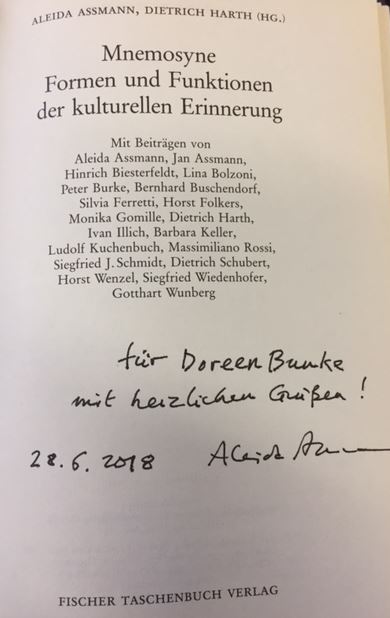 ALEIDA ASSMANN, DIETRICH HARTH (HG.)
Mnemosyne
Formen und Funktionen
der kulturellen Erinnerung
Mit Beiträgen von
Aleida Assmann, Jan Assmann,
Hinrich Biesterfeldt, Lina Bolzoni,
Peter Burke, Bernhard Buschendorf,
Silvia Ferretti, Horst Folkers,
Monika Gomille, Dietrich Harth,
Ivan Illich, Barbara Keller,
Ludolf Kuchenbuch, Massimiliano Rossi,
Siegfried J. Schmidt, Dietrich Schubert,
Horst Wenzel, Siegfried Wiedenhofer,
Gotthart Wunberg
für Doreen Bunke
mit herzlichen Grüßen!
28.6.2018 Aleida
FISCHER TASCHENBUCH VERLAG